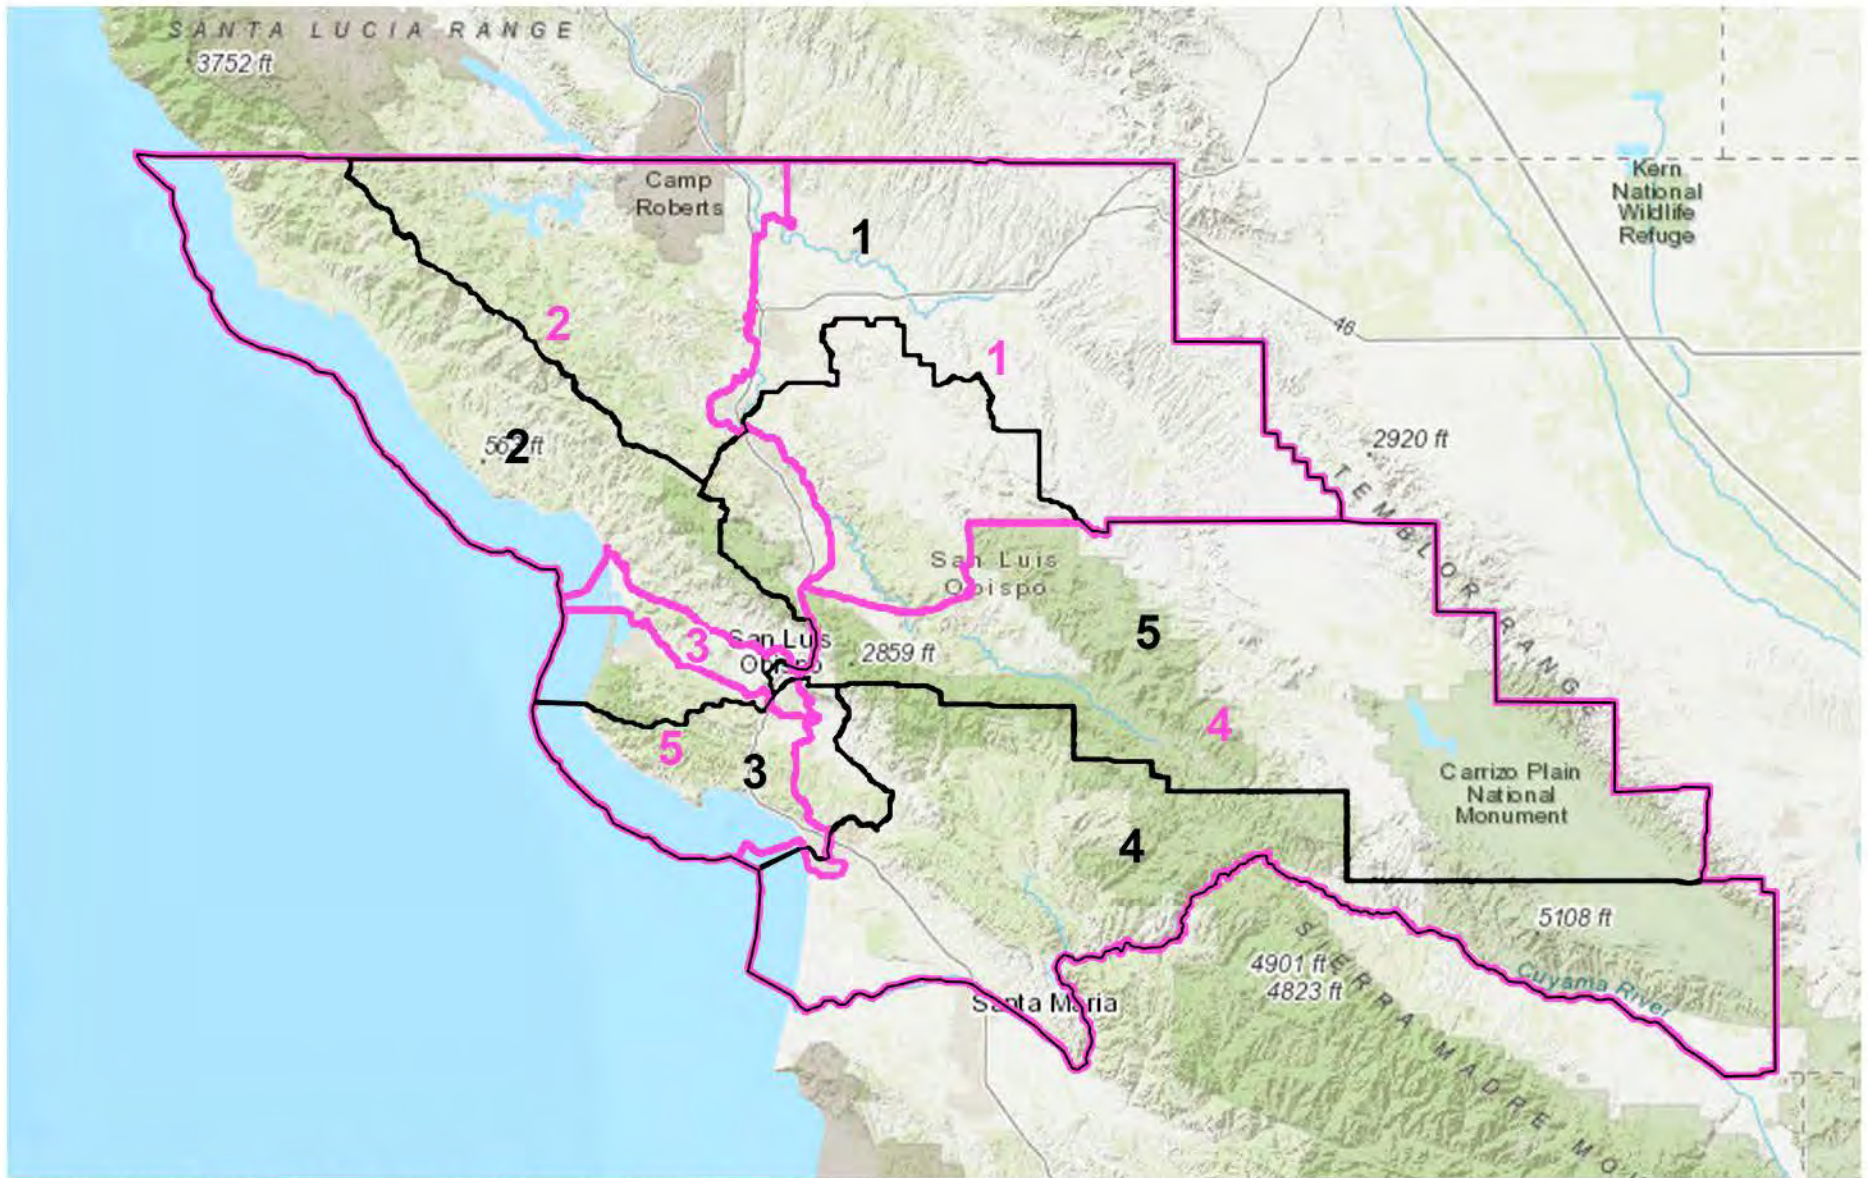 SANTA LUCIA RANGE
3752 ft
Camp
Roberts
Kern
National
Wildlife
Refuge
1
2
1
46
2
2920 ft
TEMBLOR RANGE
San Luis
Obispo
5
3
San Luis
Obispo
2859 ft
4
5
3
Carrizo Plain
National
Monument
4
5108 ft
4901 ft
4823 ft
SIERRA MADRE
Cuyama River
Santa Maria